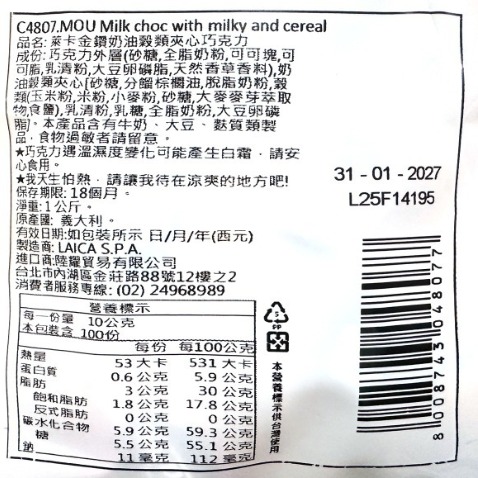 C4807.MOU Milk choc with milky and cereal
品名: 萊卡金鑽奶油穀類夾心巧克力
成份: 巧克力外層(砂糖,全脂奶粉,可可塊,可
可脂,乳清粉,大豆卵磷脂,天然香草香料),奶
油穀類夾心[砂糖,分餾棕櫚油,脫脂奶粉,穀
類(玉米粉,米粉,小麥粉,砂糖,大麥麥芽萃取
物,食鹽),乳清粉,乳糖,全脂奶粉,大豆卵磷
脂]。本產品含有牛奶、大豆、麩質類製
品,食物過敏者請留意。
★巧克力遇溫濕度變化可能產生白霜,請安
心食用。
★我天生怕熱,請讓我待在涼爽的地方吧!
保存期限: 18個月。
淨重:1公斤。
原產國: 義大利。
有效日期:如包裝所示 日/月/年(西元)
製造商: LAICA S.P.A.
進口商:陸耀貿易有限公司
台北市內湖區金莊路88號12樓之2
消費者服務專線: (02) 24968989
31 - 01 - 2027
L25F14195
營養標示
每一份量 10公克
本包裝含 100份
每份 每100公克
熱量 53 大卡 531 大卡
蛋白質 0.6 公克 5.9 公克
脂肪 3 公克 30 公克
飽和脂肪 1.8 公克 17.8 公克
反式脂肪 0 公克 0 公克
碳水化合物 5.9 公克 59.3 公克
糖 5.5 公克 55.1 公克
鈉 11 毫克 112 毫克
5
PP
本營養標示供台灣使用
8008743048077